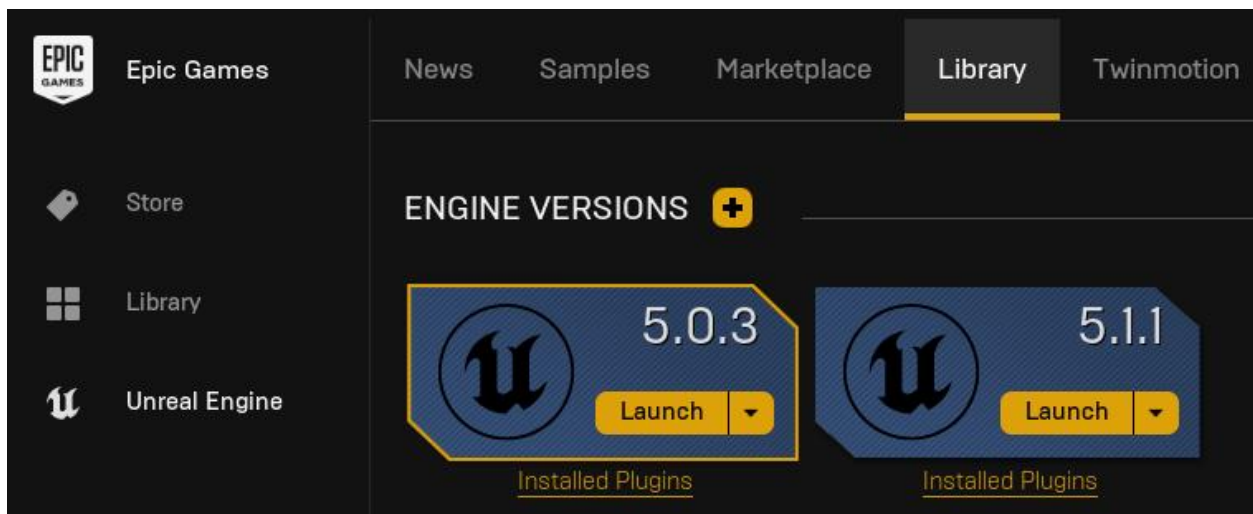 EPIC
GAMES
Epic Games
News Samples Marketplace Library Twinmotion
Store
ENGINE VERSIONS
Library
5.0.3
5.1.1
Unreal Engine
Launch
Launch
Installed Plugins
Installed Plugins